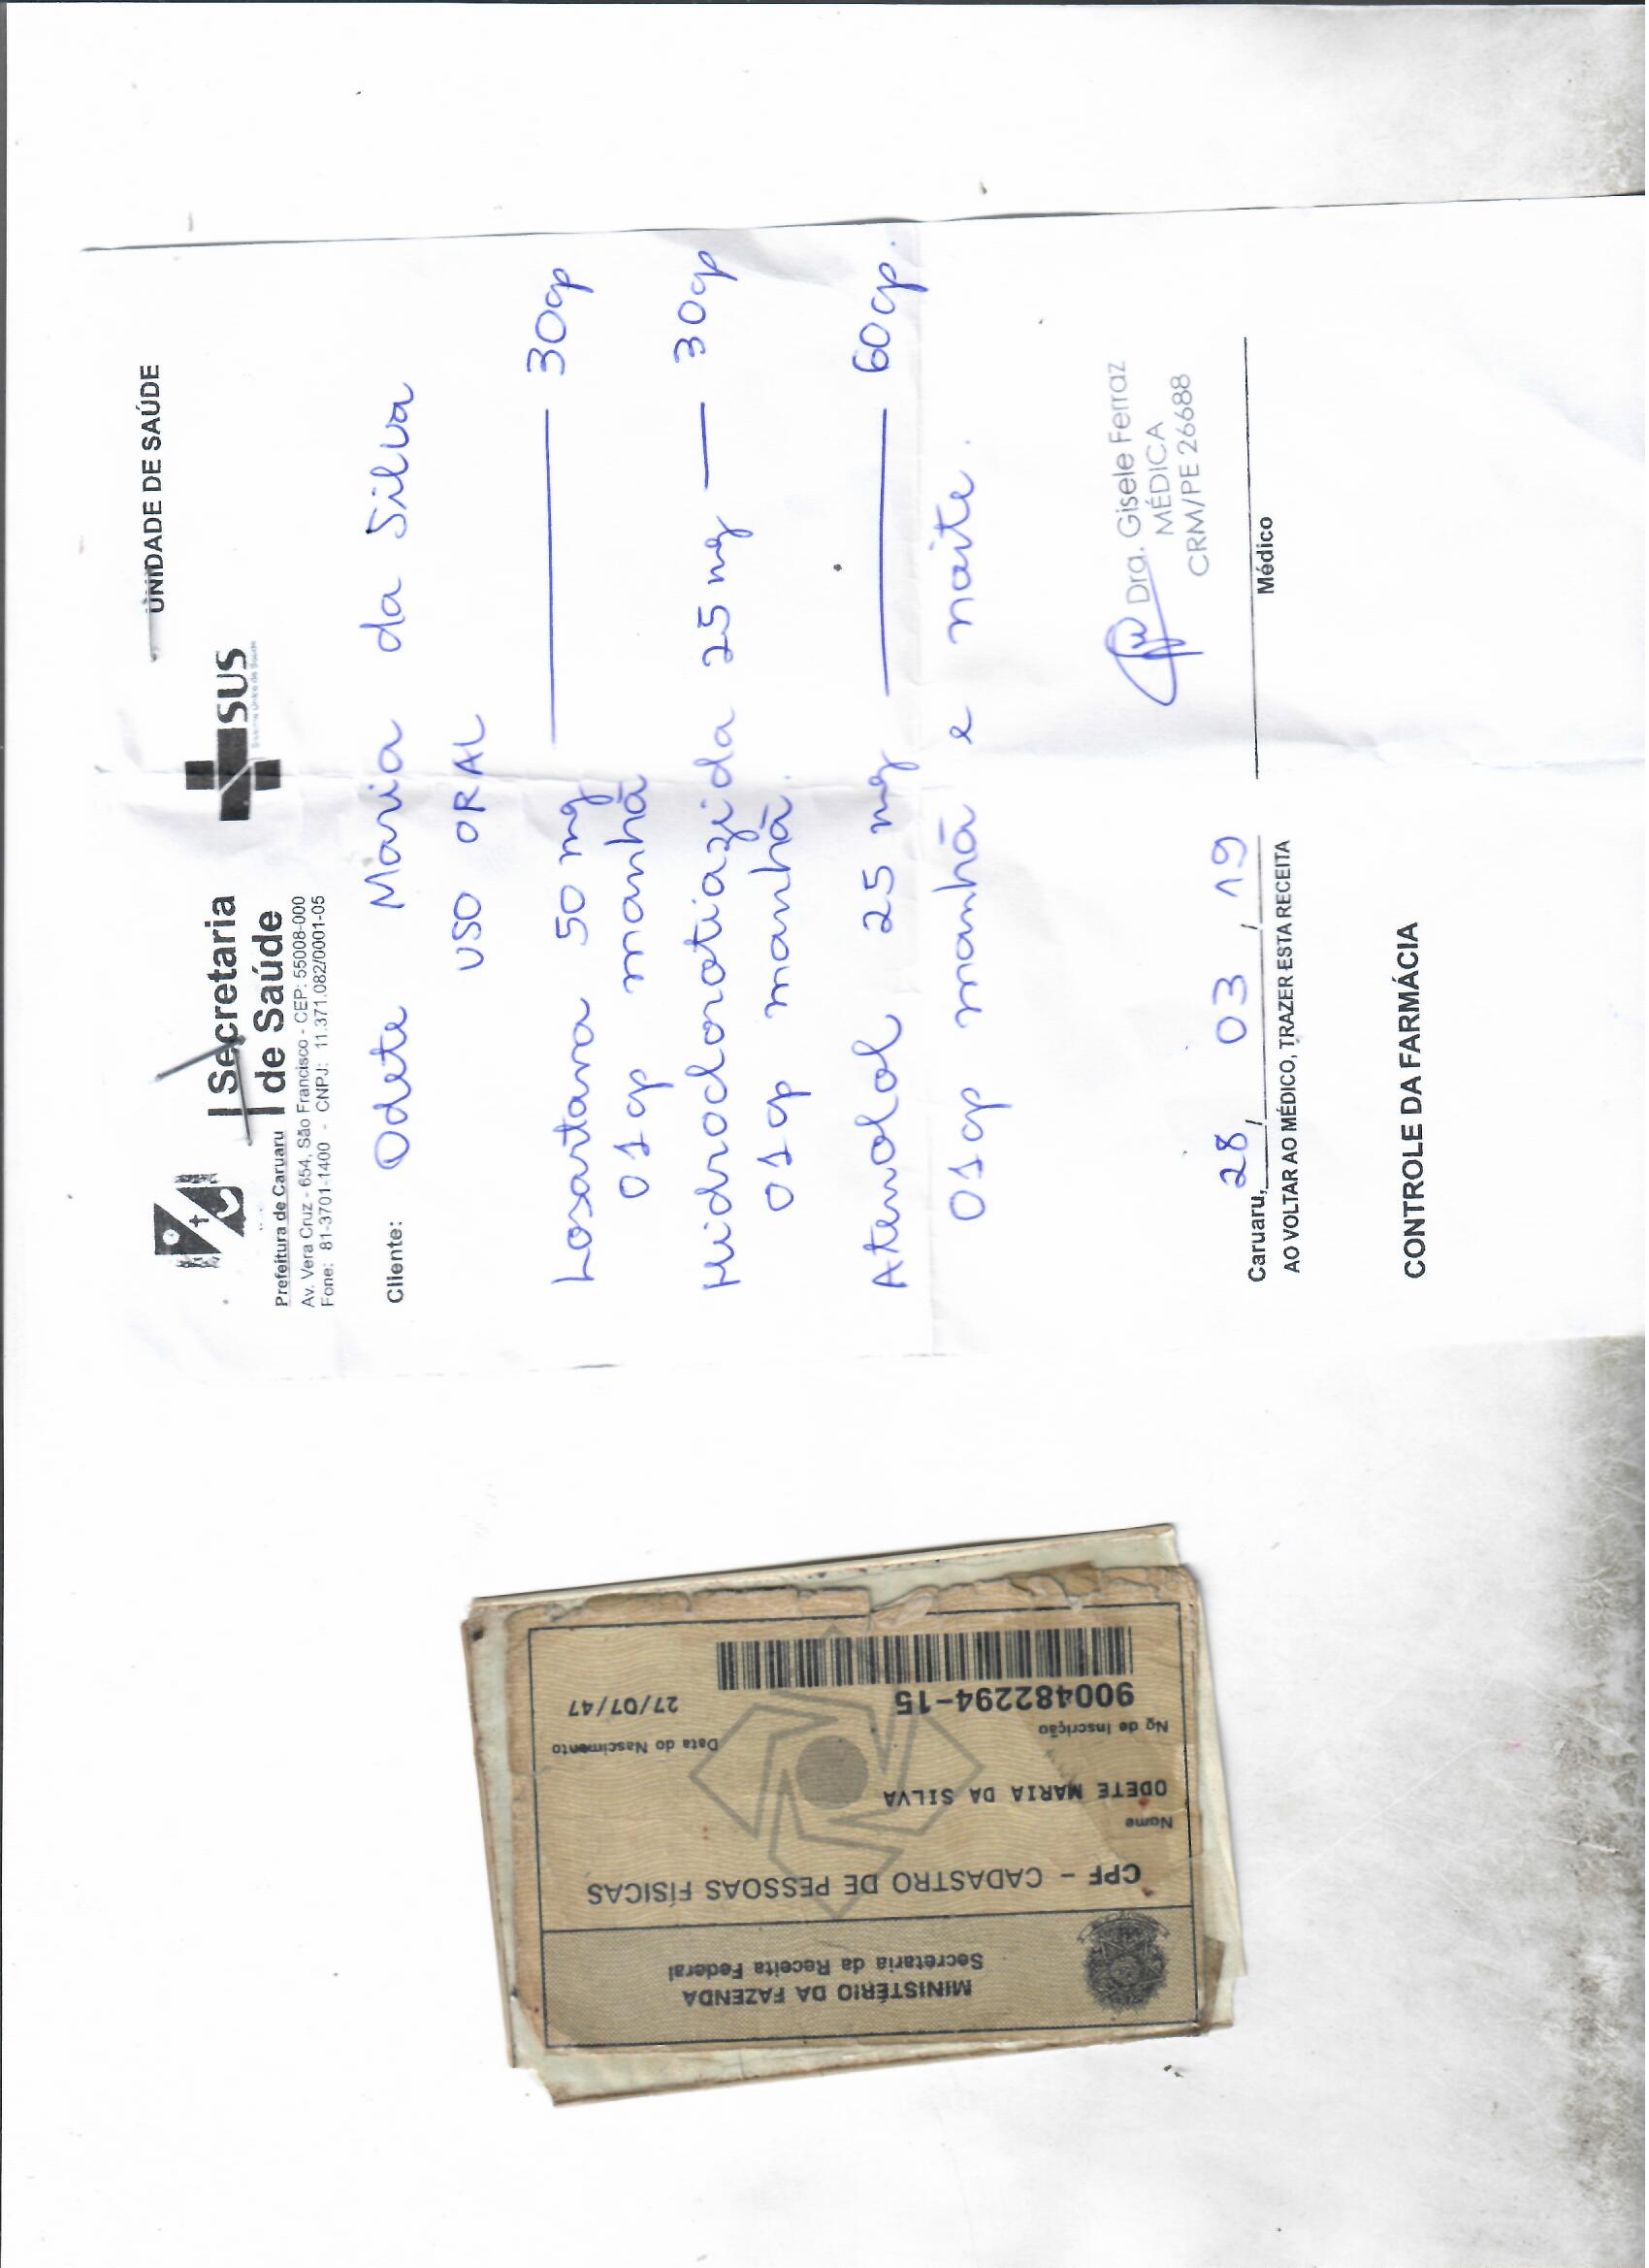 UNIDADE DE SAÚDE
Secretaria
de Saúde
SUS
Sistema Único de Saúde
Prefeitura de Caruaru
Av. Vera Cruz - 654, São Francisco - CEP: 55008-000
Fone: 81-3701-1400 - CNPJ: 11.371.082/0001-05
Cliente: Odete Maria da Silva
USO ORAL
Losartana 50 mg 30cp
01 cp manhã
Hidroclorotiazida 25 mg 30cp
01 cp manhã.
Atenolol 25 mg 60cp.
01 cp manhã e noite.
Dra. Gisele Ferraz
MÉDICA
CRM/PE 26688
Caruaru, 28 / 03 / 19
Médico
AO VOLTAR AO MÉDICO, TRAZER ESTA RECEITA
CONTROLE DA FARMÁCIA
MINISTÉRIO DA FAZENDA
Secretaria da Receita Federal
CPF - CADASTRO DE PESSOAS FÍSICAS
Nome
ODETE MARIA DA SILVA
Nº de Inscrição Data do Nascimento
900482294-15 27/07/47